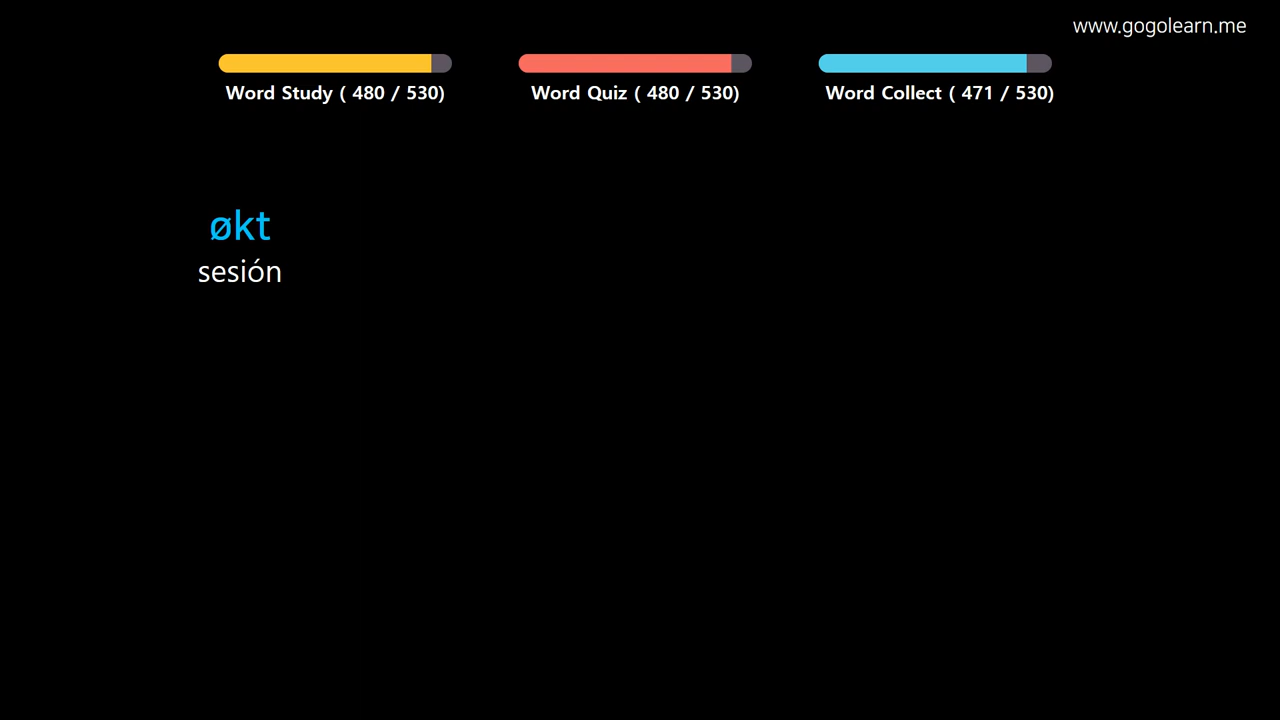 www.gogolearn.me
Word Study ( 480 / 530)
Word Quiz ( 480 / 530)
Word Collect ( 471 / 530)
økt
sesión